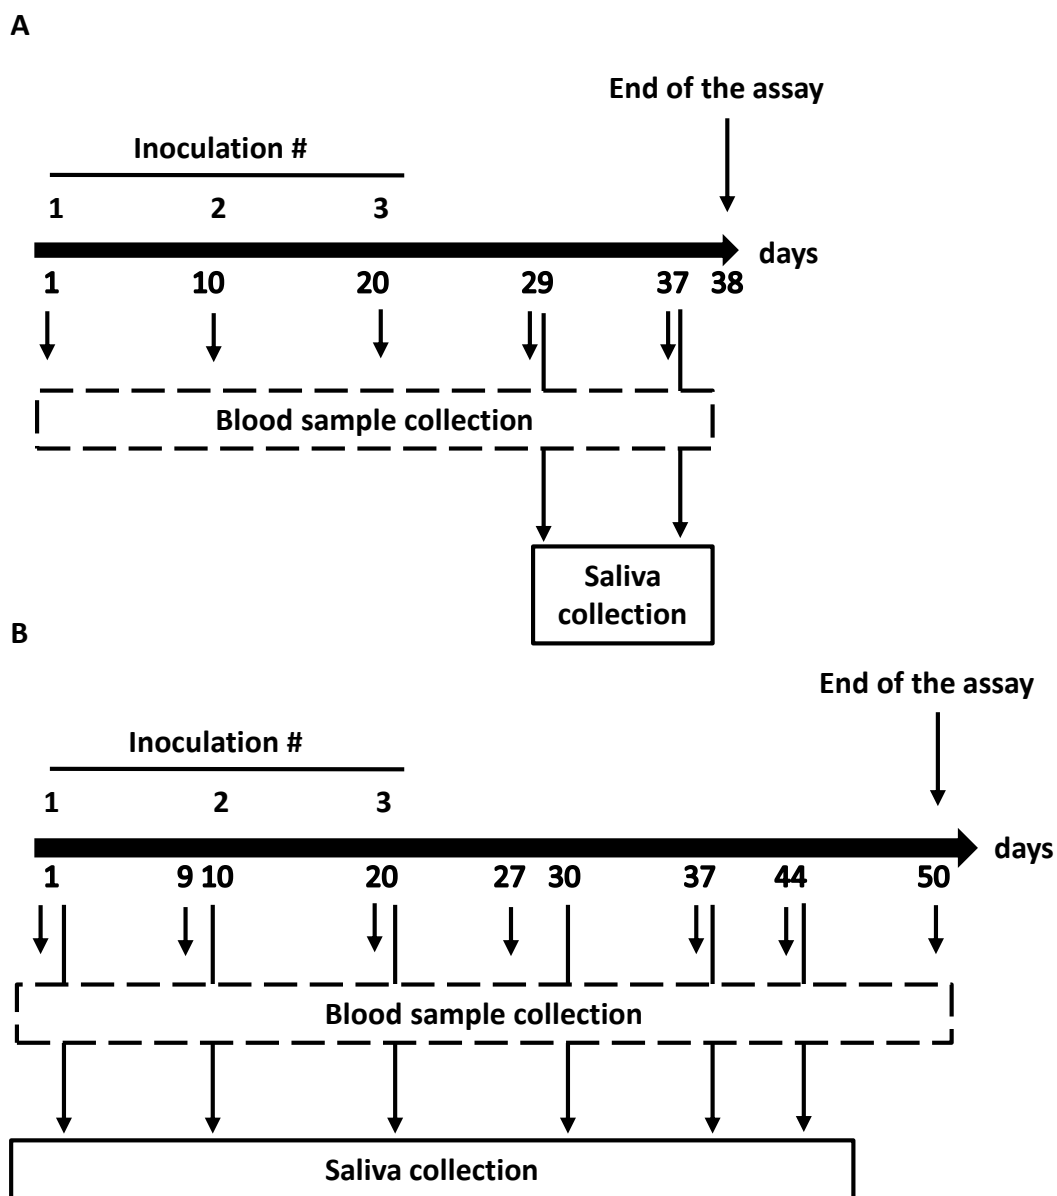 A
End of the assay
Inoculation #
1 2 3
days
1 10 20 29 37 38
Blood sample collection
Saliva
collection
B
End of the assay
Inoculation #
1 2 3
days
1 9 10 20 27 30 37 44 50
Blood sample collection
Saliva collection